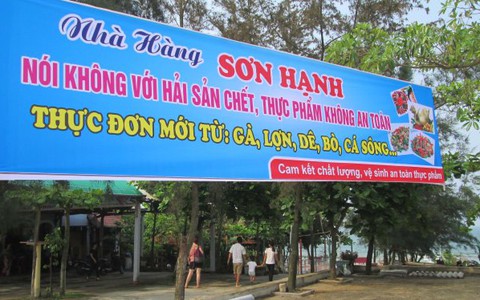 Nhà Hàng
SƠN HẠNH
NÓI KHÔNG VỚI HẢI SẢN CHẾT, THỰC PHẨM KHÔNG AN TOÀN
THỰC ĐƠN MỚI TỪ: GÀ, LỢN, DÊ, BÒ, CÁ SÔNG...
Cam kết chất lượng, vệ sinh an toàn thực phẩm